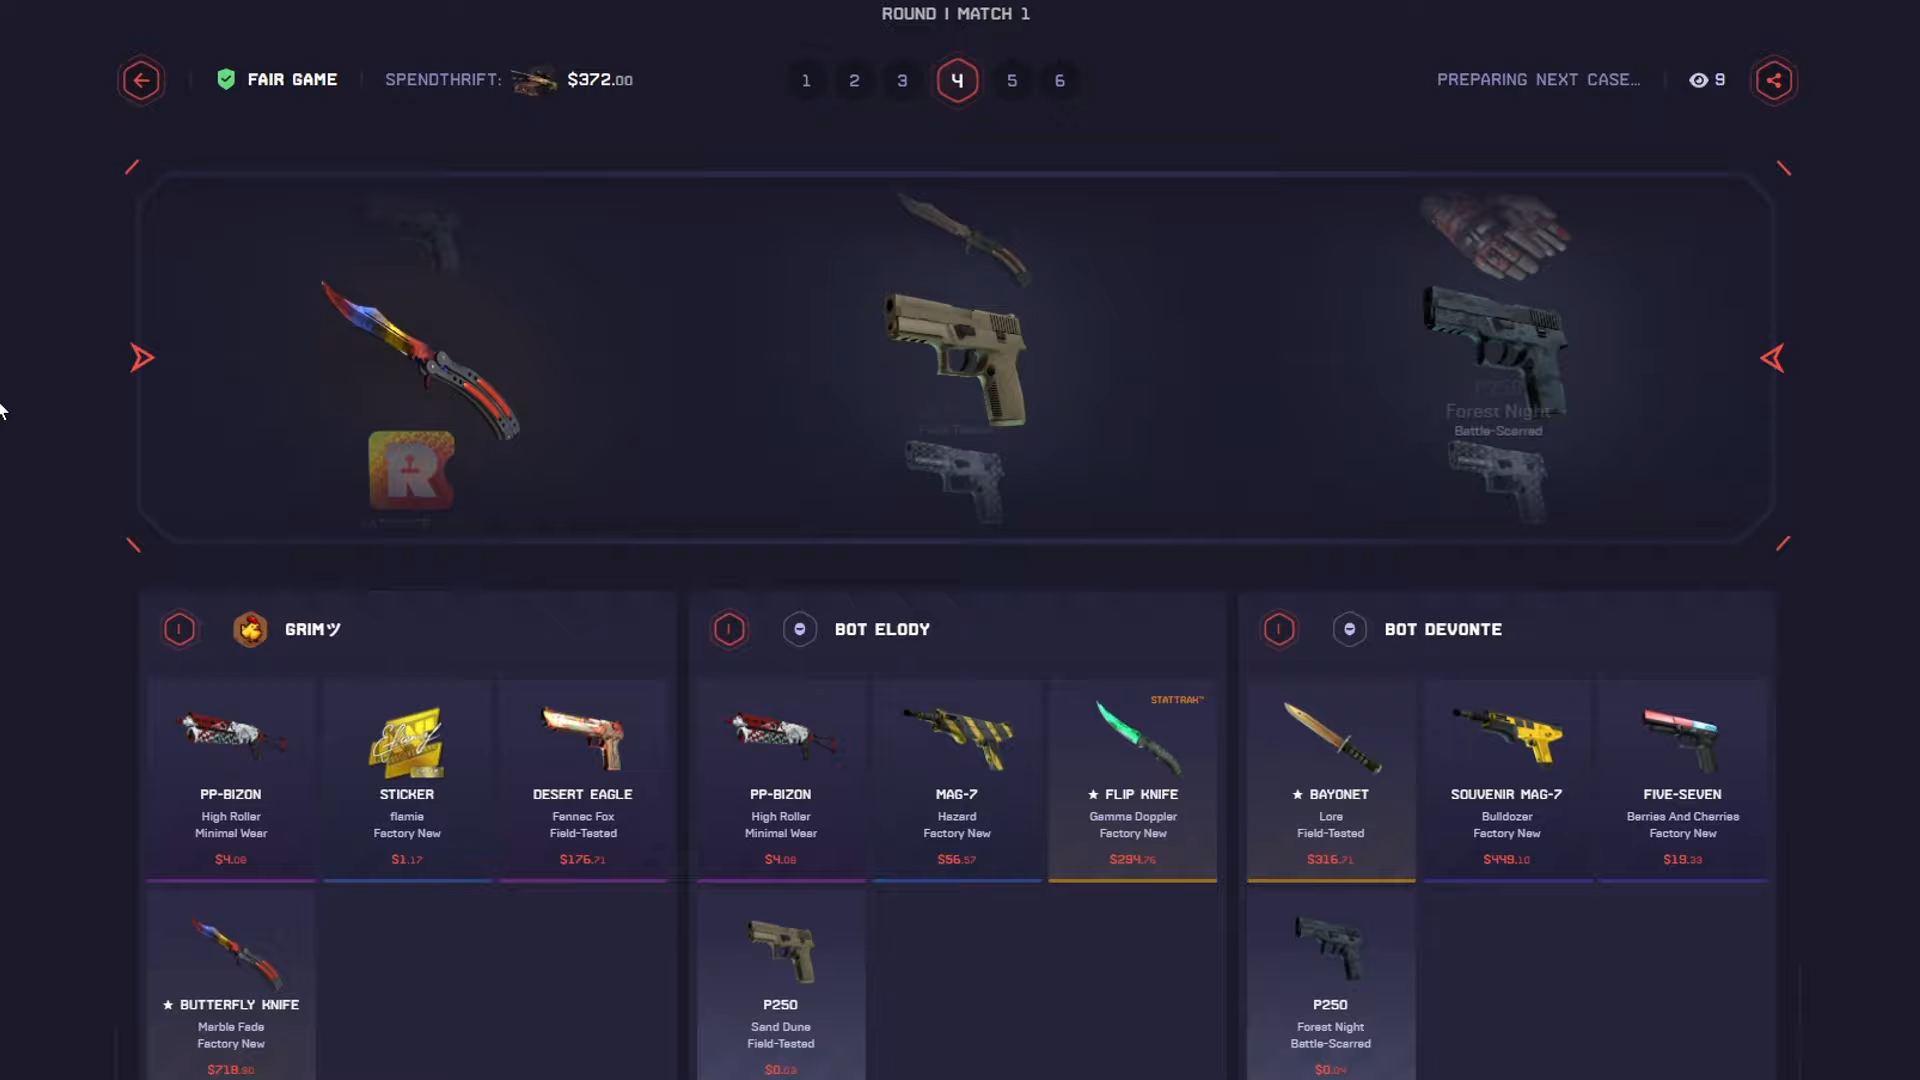 ROUND I MATCH 1
FAIR GAME
SPENDTHRIFT:
$372.00
1
2
3
4
5
6
PREPARING NEXT CASE...
9
R
Forest Night
Battle-Scarred
GRIMツ
BOT ELODY
BOT DEVONTE
STATTRAK™
PP-BIZON
High Roller
Minimal Wear
$4.08
STICKER
flamie
Factory New
$1.17
DESERT EAGLE
Fennec Fox
Field-Tested
$176.71
PP-BIZON
High Roller
Minimal Wear
$4.08
MAG-7
Hazard
Factory New
$56.57
★ FLIP KNIFE
Gamma Doppler
Factory New
$294.76
★ BAYONET
Lore
Field-Tested
$316.71
SOUVENIR MAG-7
Bulldozer
Factory New
$449.10
FIVE-SEVEN
Berries And Cherries
Factory New
$19.33
★ BUTTERFLY KNIFE
Marble Fade
Factory New
$718.80
P250
Sand Dune
Field-Tested
$0.03
P250
Forest Night
Battle-Scarred
$0.04